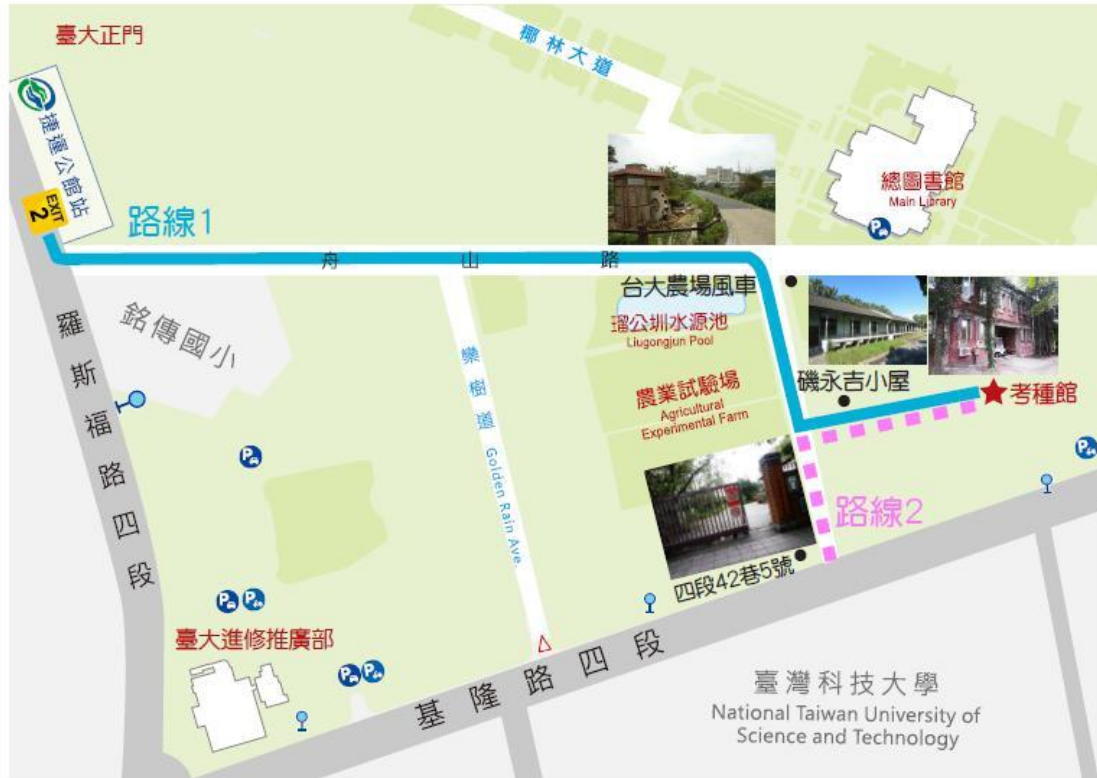 臺大正門
椰林大道
捷運公館站
EXIT
2
路線1
總圖書館
Main Library
舟山路
台大農場風車
瑠公圳水源池
Liugongjun Pool
銘傳國小
欒樹道 Golden Rain Ave.
農業試驗場
Agricultural
Experimental Farm
磯永吉小屋
考種館
羅斯福路四段
路線2
四段42巷5號
臺大進修推廣部
基隆路四段
臺灣科技大學
National Taiwan University of
Science and Technology